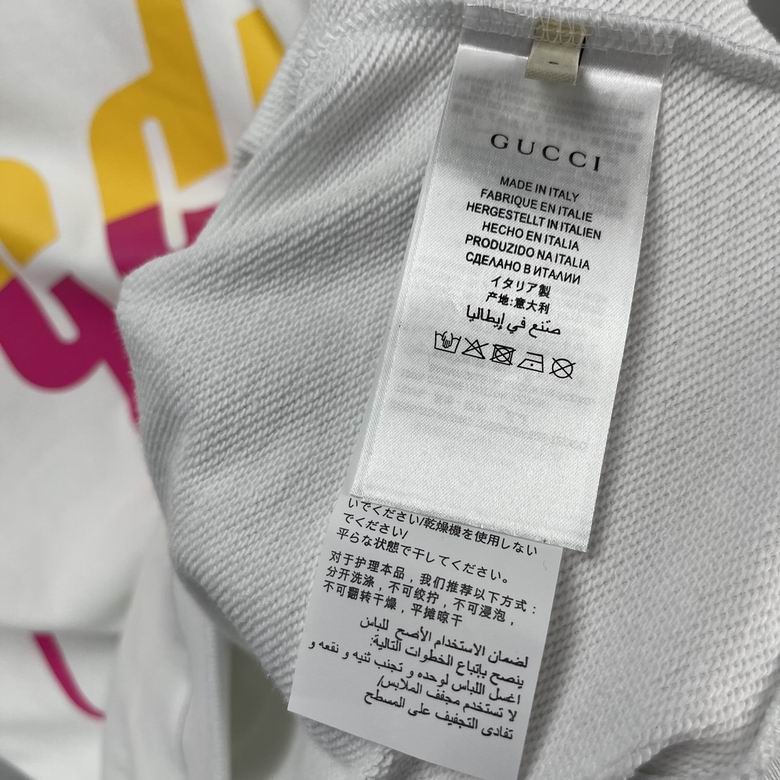 GUCCI
MADE IN ITALY
FABRIQUE EN ITALIE
HERGESTELLT IN ITALIEN
HECHO EN ITALIA
PRODUZIDO NA ITALIA
СДЕЛАНО В ИТАЛИИ
イタリア製
产地:意大利
صنع في إيطاليا
いでください/乾燥機を使用しない
でください/
平らな状態で干してください。
对于护理本品，我们推荐以下方式:
分开洗涤，不可绞拧，不可浸泡，
不可翻转干燥，平摊晾干
لضمان الاستخدام الأصح للباس
ينصح بإتباع الخطوات التالية:
اغسل اللباس لوحده و تجنب ثنيه و نقعه و
لا تستخدم مجفف الملابس/
تفادى التجفيف على المسطح